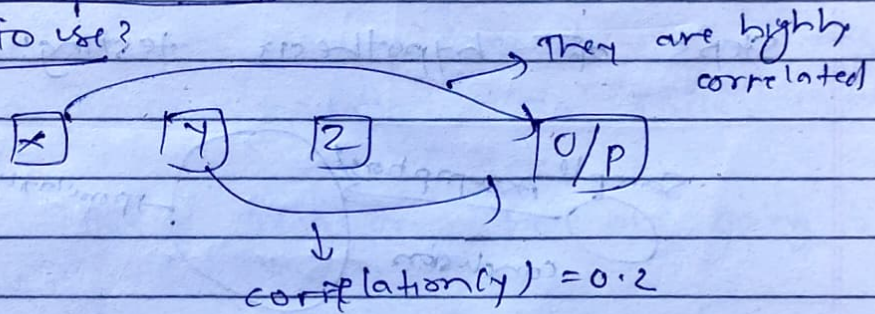 to use?
They are highly
correlated
x y z O/P
correlation(y) = 0.2